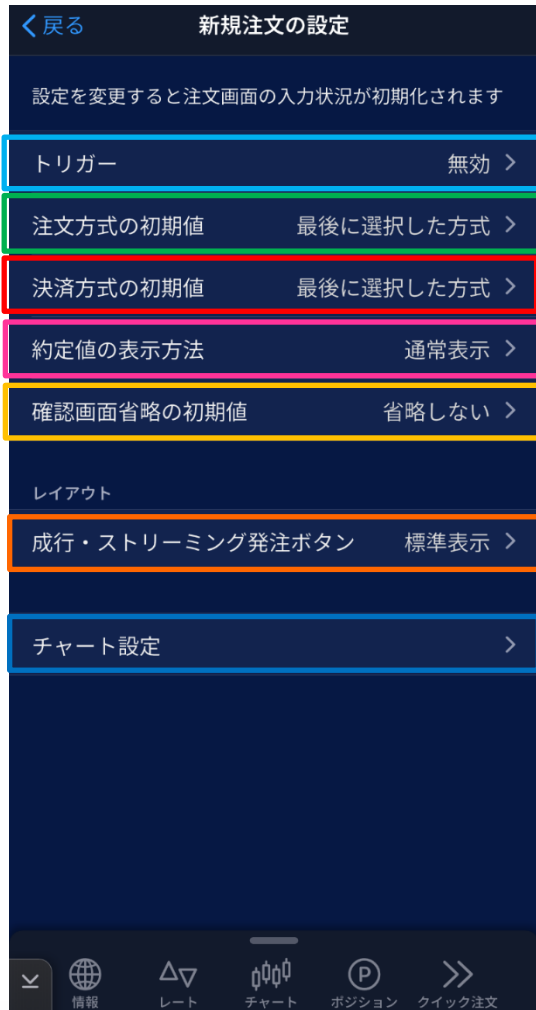 戻る 新規注文の設定
設定を変更すると注文画面の入力状況が初期化されます
トリガー 無効
注文方式の初期値 最後に選択した方式
決済方式の初期値 最後に選択した方式
約定値の表示方法 通常表示
確認画面省略の初期値 省略しない
レイアウト
成行・ストリーミング発注ボタン 標準表示
チャート設定
P
情報 レート チャート ポジション クイック注文